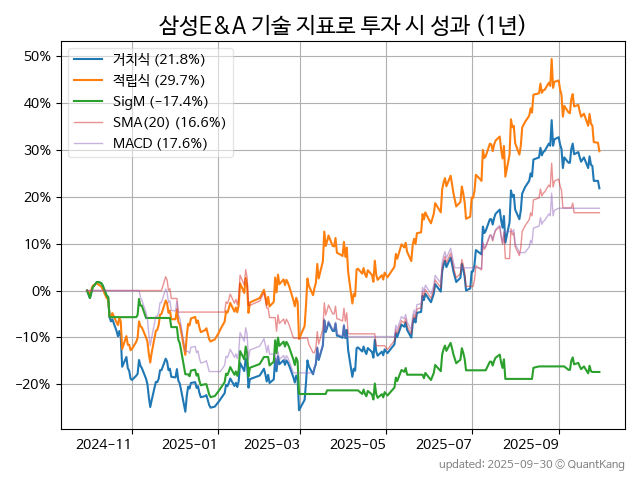 삼성E&A 기술 지표로 투자 시 성과 (1년)
거치식 (21.8%)
적립식 (29.7%)
SigM (−17.4%)
SMA(20) (16.6%)
MACD (17.6%)
50%
40%
30%
20%
10%
0%
−10%
−20%
2024-11 2025-01 2025-03 2025-05 2025-07 2025-09
updated: 2025-09-30 © QuantKang